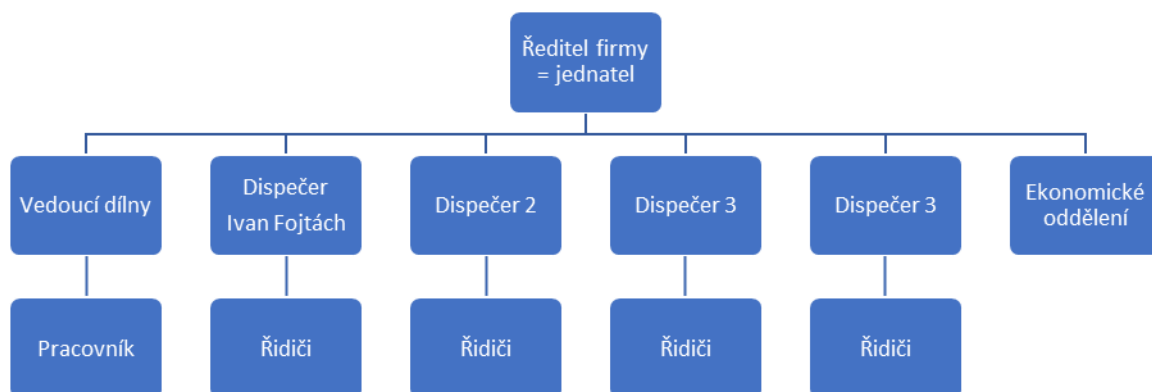 Ředitel firmy
= jednatel
Vedoucí dílny
Dispečer
Ivan Fojtách
Dispečer 2
Dispečer 3
Dispečer 3
Ekonomické
oddělení
Pracovník
Řidiči
Řidiči
Řidiči
Řidiči